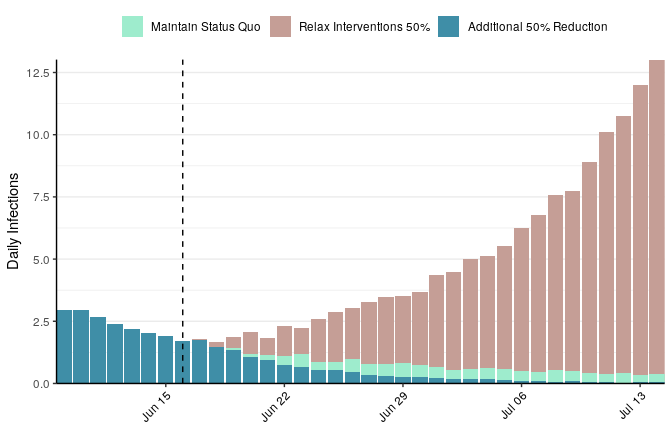 Maintain Status Quo Relax Interventions 50% Additional 50% Reduction
12.5
10.0
7.5
5.0
2.5
0.0
Daily Infections
Jun 15 Jun 22 Jun 29 Jul 06 Jul 13